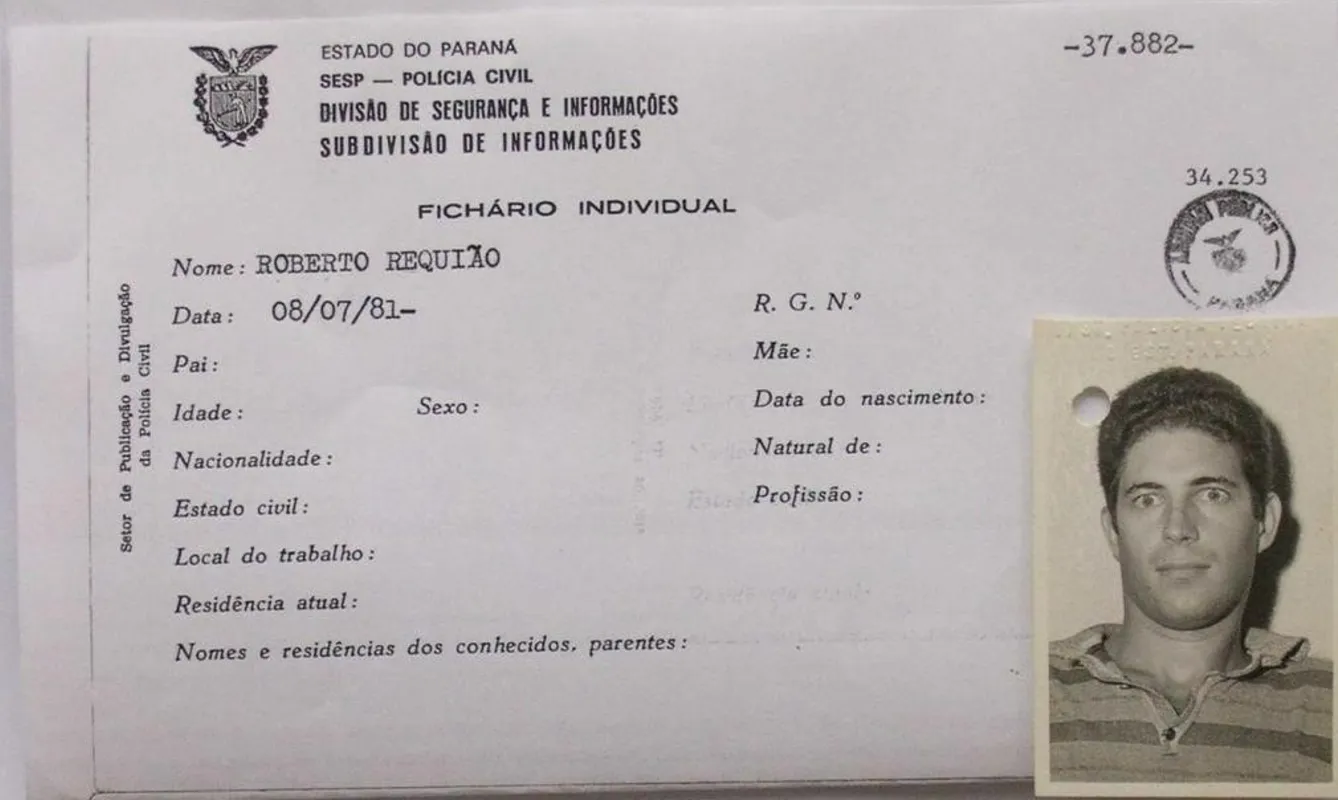 ESTADO DO PARANÁ
SESP — POLÍCIA CIVIL
DIVISÃO DE SEGURANÇA E INFORMAÇÕES
SUBDIVISÃO DE INFORMAÇÕES
-37.882-
34.253
PARANÁ
FICHÁRIO INDIVIDUAL
Nome: ROBERTO REQUIÃO
Data: 08/07/81-
R. G. N.º
Pai:
Mãe:
Idade:
Sexo:
Data do nascimento:
Nacionalidade:
Natural de:
Estado civil:
Profissão:
Local do trabalho:
Residência atual:
Nomes e residências dos conhecidos, parentes:
Setor de Publicação e Divulgação
da Polícia Civil